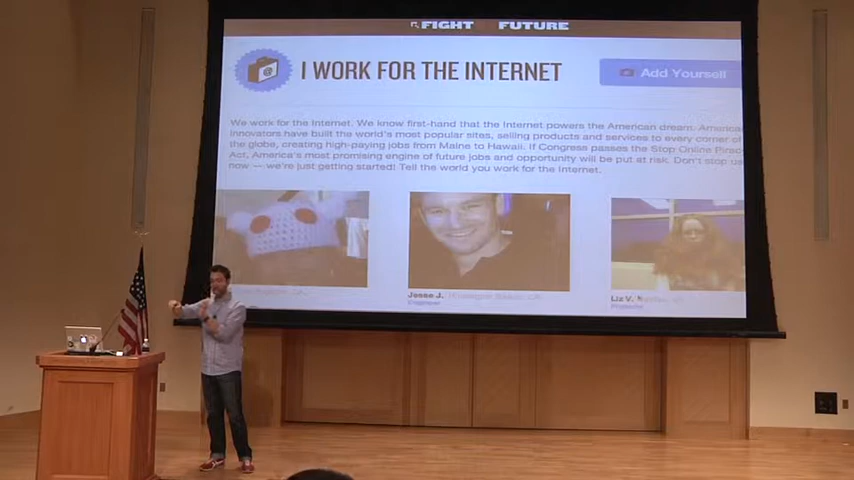 FIGHT FUTURE
I WORK FOR THE INTERNET
Add Yourself
We work for the Internet. We know first-hand that the Internet powers the American dream. America
innovators have built the world's most popular sites, selling products and services to every corner of
the globe, creating high-paying jobs from Maine to Hawaii. If Congress passes the Stop Online Pirac
Act, America's most promising engine of future jobs and opportunity will be put at risk. Don't stop us
now — we're just getting started! Tell the world you work for the Internet.
Jesse J.
Liz V.
Engineer